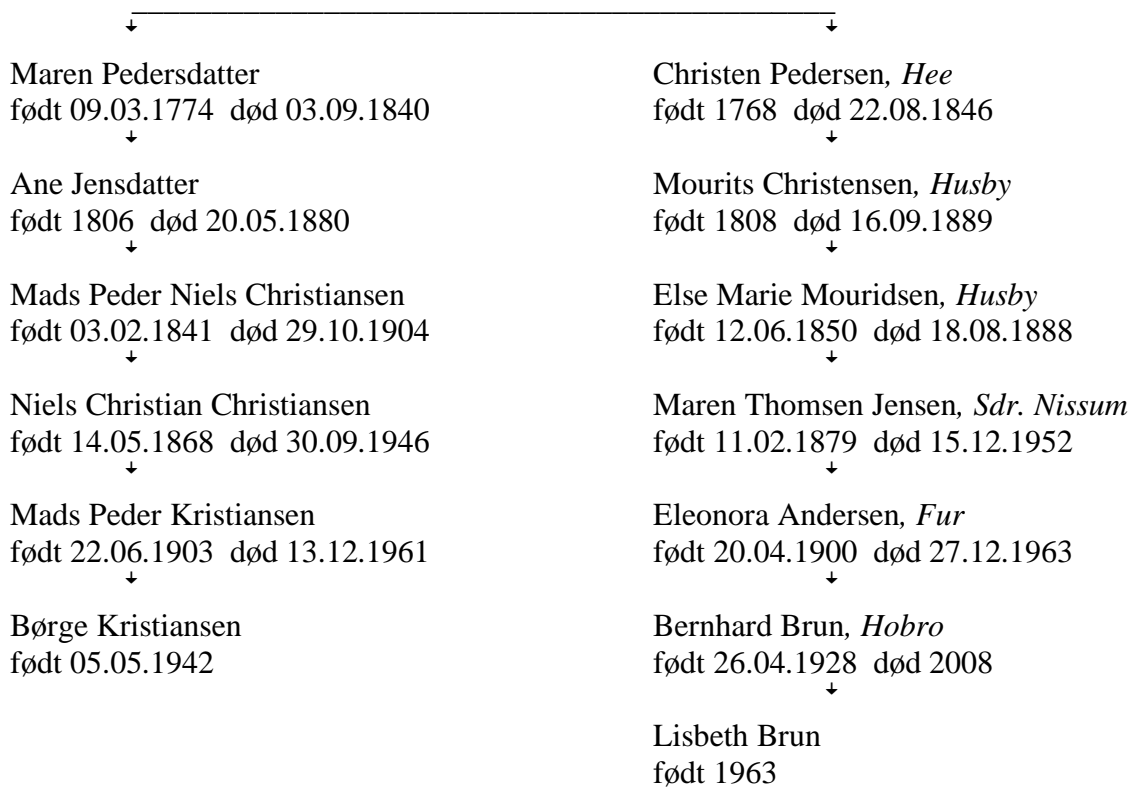 Maren Pedersdatter
født 09.03.1774 død 03.09.1840
Ane Jensdatter
født 1806 død 20.05.1880
Mads Peder Niels Christiansen
født 03.02.1841 død 29.10.1904
Niels Christian Christiansen
født 14.05.1868 død 30.09.1946
Mads Peder Kristiansen
født 22.06.1903 død 13.12.1961
Børge Kristiansen
født 05.05.1942
Christen Pedersen, Hee
født 1768 død 22.08.1846
Mourits Christensen, Husby
født 1808 død 16.09.1889
Else Marie Mouridsen, Husby
født 12.06.1850 død 18.08.1888
Maren Thomsen Jensen, Sdr. Nissum
født 11.02.1879 død 15.12.1952
Eleonora Andersen, Fur
født 20.04.1900 død 27.12.1963
Bernhard Brun, Hobro
født 26.04.1928 død 2008
Lisbeth Brun
født 1963